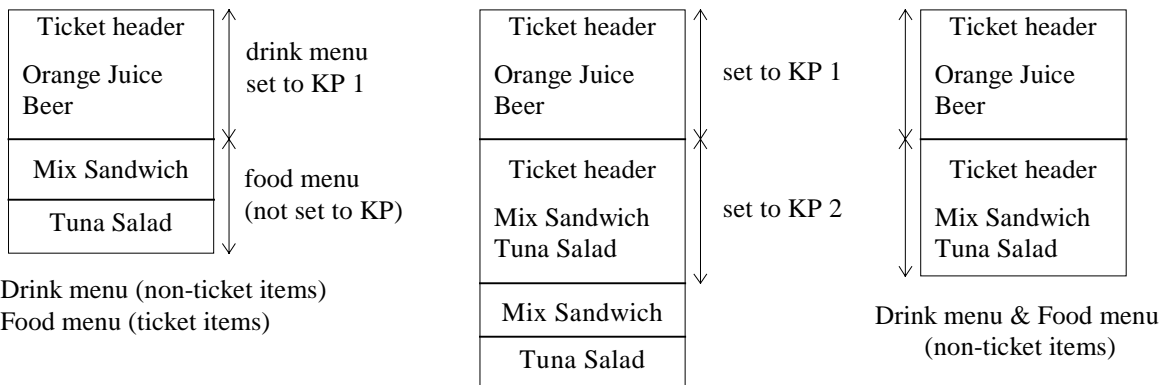 Ticket header
Orange Juice
Beer
Mix Sandwich
Tuna Salad
drink menu
set to KP 1
food menu
(not set to KP)
Drink menu (non-ticket items)
Food menu (ticket items)
Ticket header
Orange Juice
Beer
Ticket header
Mix Sandwich
Tuna Salad
Mix Sandwich
Tuna Salad
set to KP 1
set to KP 2
Ticket header
Orange Juice
Beer
Ticket header
Mix Sandwich
Tuna Salad
Drink menu & Food menu
(non-ticket items)